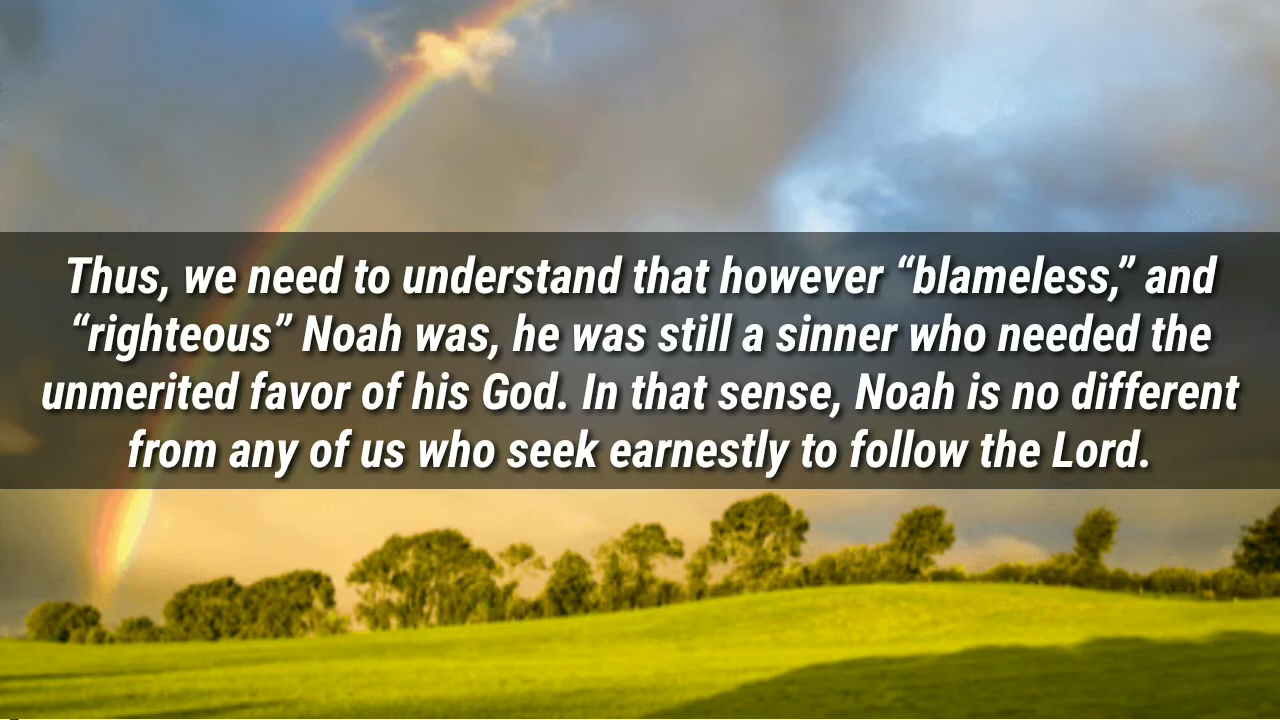 Thus, we need to understand that however “blameless,” and
“righteous” Noah was, he was still a sinner who needed the
unmerited favor of his God. In that sense, Noah is no different
from any of us who seek earnestly to follow the Lord.